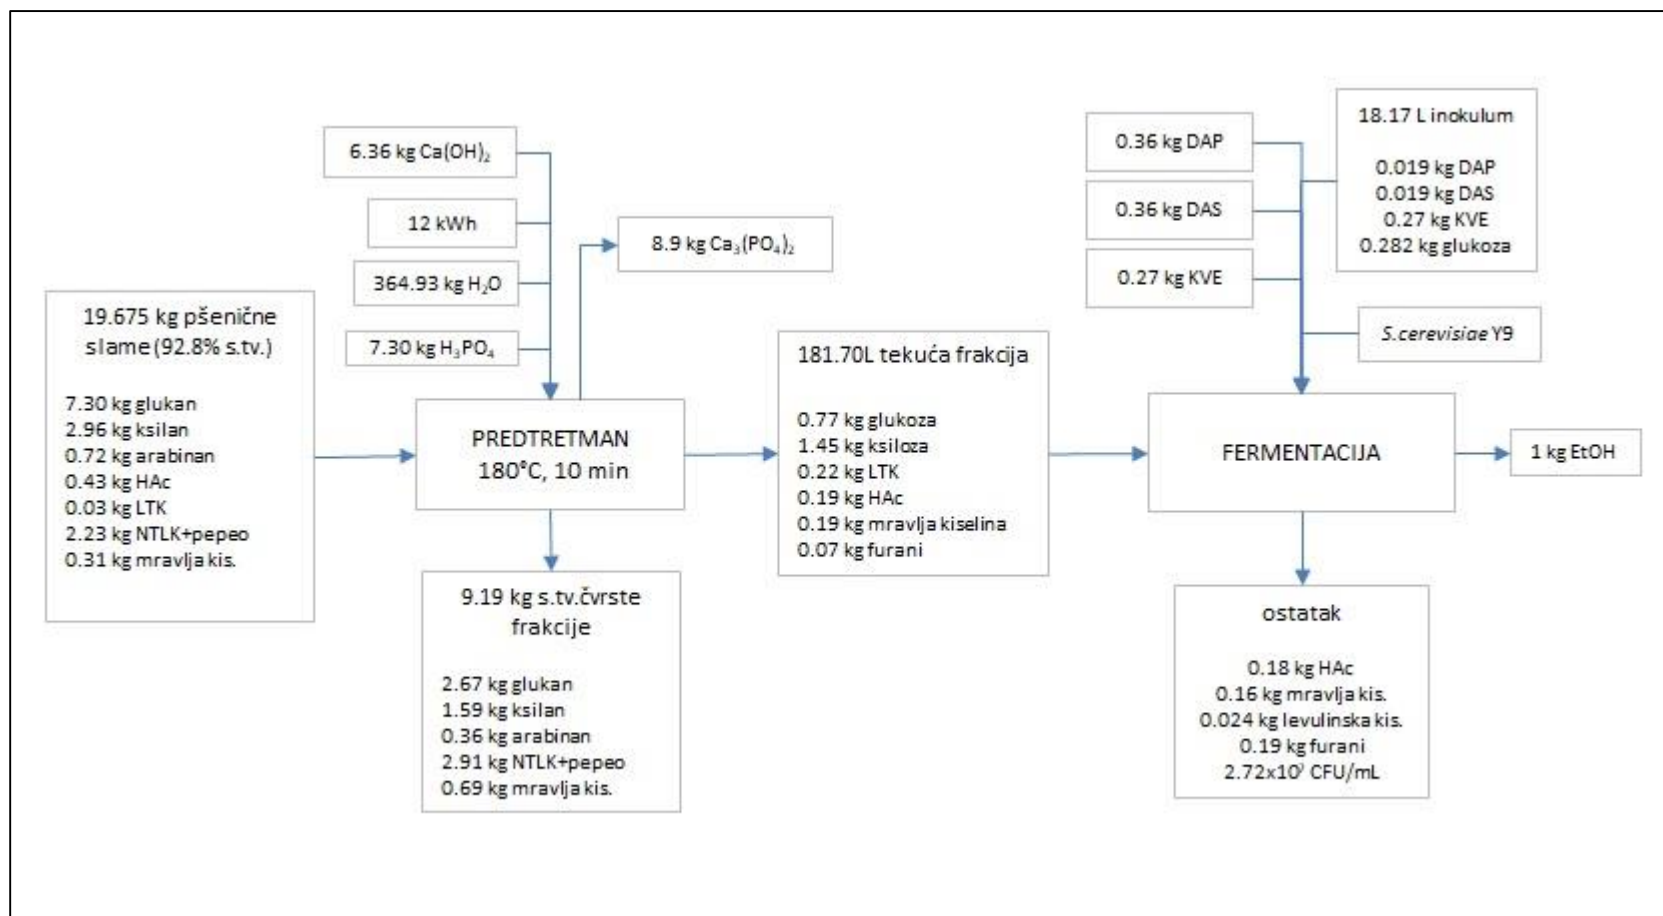 6.36 kg Ca(OH)₂
12 kWh
364.93 kg H₂O
7.30 kg H₃PO₄
19.675 kg pšenične
slame (92.8% s.tv.)
7.30 kg glukan
2.96 kg ksilan
0.72 kg arabinan
0.43 kg HAc
0.03 kg LTK
2.23 kg NTLK+pepeo
0.31 kg mravlja kis.
8.9 kg Ca₃(PO₄)₂
PREDTRETMAN
180°C, 10 min
9.19 kg s.tv.čvrste
frakcije
2.67 kg glukan
1.59 kg ksilan
0.36 kg arabinan
2.91 kg NTLK+pepeo
0.69 kg mravlja kis.
181.70L tekuća frakcija
0.77 kg glukoza
1.45 kg ksiloza
0.22 kg LTK
0.19 kg HAc
0.19 kg mravlja kiselina
0.07 kg furani
0.36 kg DAP
0.36 kg DAS
0.27 kg KVE
18.17 L inokulum
0.019 kg DAP
0.019 kg DAS
0.27 kg KVE
0.282 kg glukoza
S.cerevisiae Y9
FERMENTACIJA
1 kg EtOH
ostatak
0.18 kg HAc
0.16 kg mravlja kis.
0.024 kg levulinska kis.
0.19 kg furani
CFU/mL